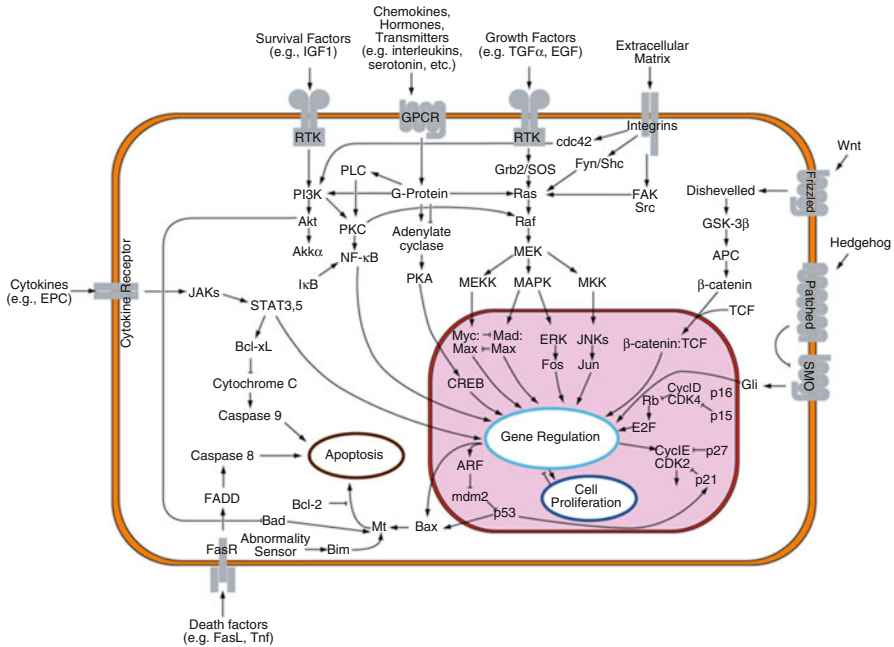 Chemokines,
Hormones,
Transmitters
(e.g. interleukins,
serotonin, etc.)
Survival Factors
(e.g., IGF1)
Growth Factors
(e.g. TGFα, EGF)
Extracellular
Matrix
GPCR
RTK
RTK
Integrins
cdc42
Wnt
Frizzled
PLC
Grb2/SOS
Fyn/Shc
PI3K
G-Protein
Ras
FAK
Src
Dishevelled
Akt
PKC
Adenylate
cyclase
Raf
GSK-3β
Akkα
NF-κB
MEK
APC
Hedgehog
IκB
PKA
MEKK
MAPK
MKK
β-catenin
Patched
Cytokines
(e.g., EPC)
Cytokine Receptor
JAKs
STAT3,5
TCF
Myc:
Max
Mad:
Max
ERK
JNKs
β-catenin:TCF
Bcl-xL
Fos
Jun
SMO
Cytochrome C
CREB
Gli
CycID
CDK4
p16
Rb
p15
Caspase 9
E2F
Gene Regulation
Caspase 8
Apoptosis
ARF
CycIE
CDK2
p27
p21
FADD
Bcl-2
mdm2
Cell
Proliferation
p53
Bad
Mt
Bax
FasR
Abnormality
Sensor
Bim
Death factors
(e.g. FasL, Tnf)